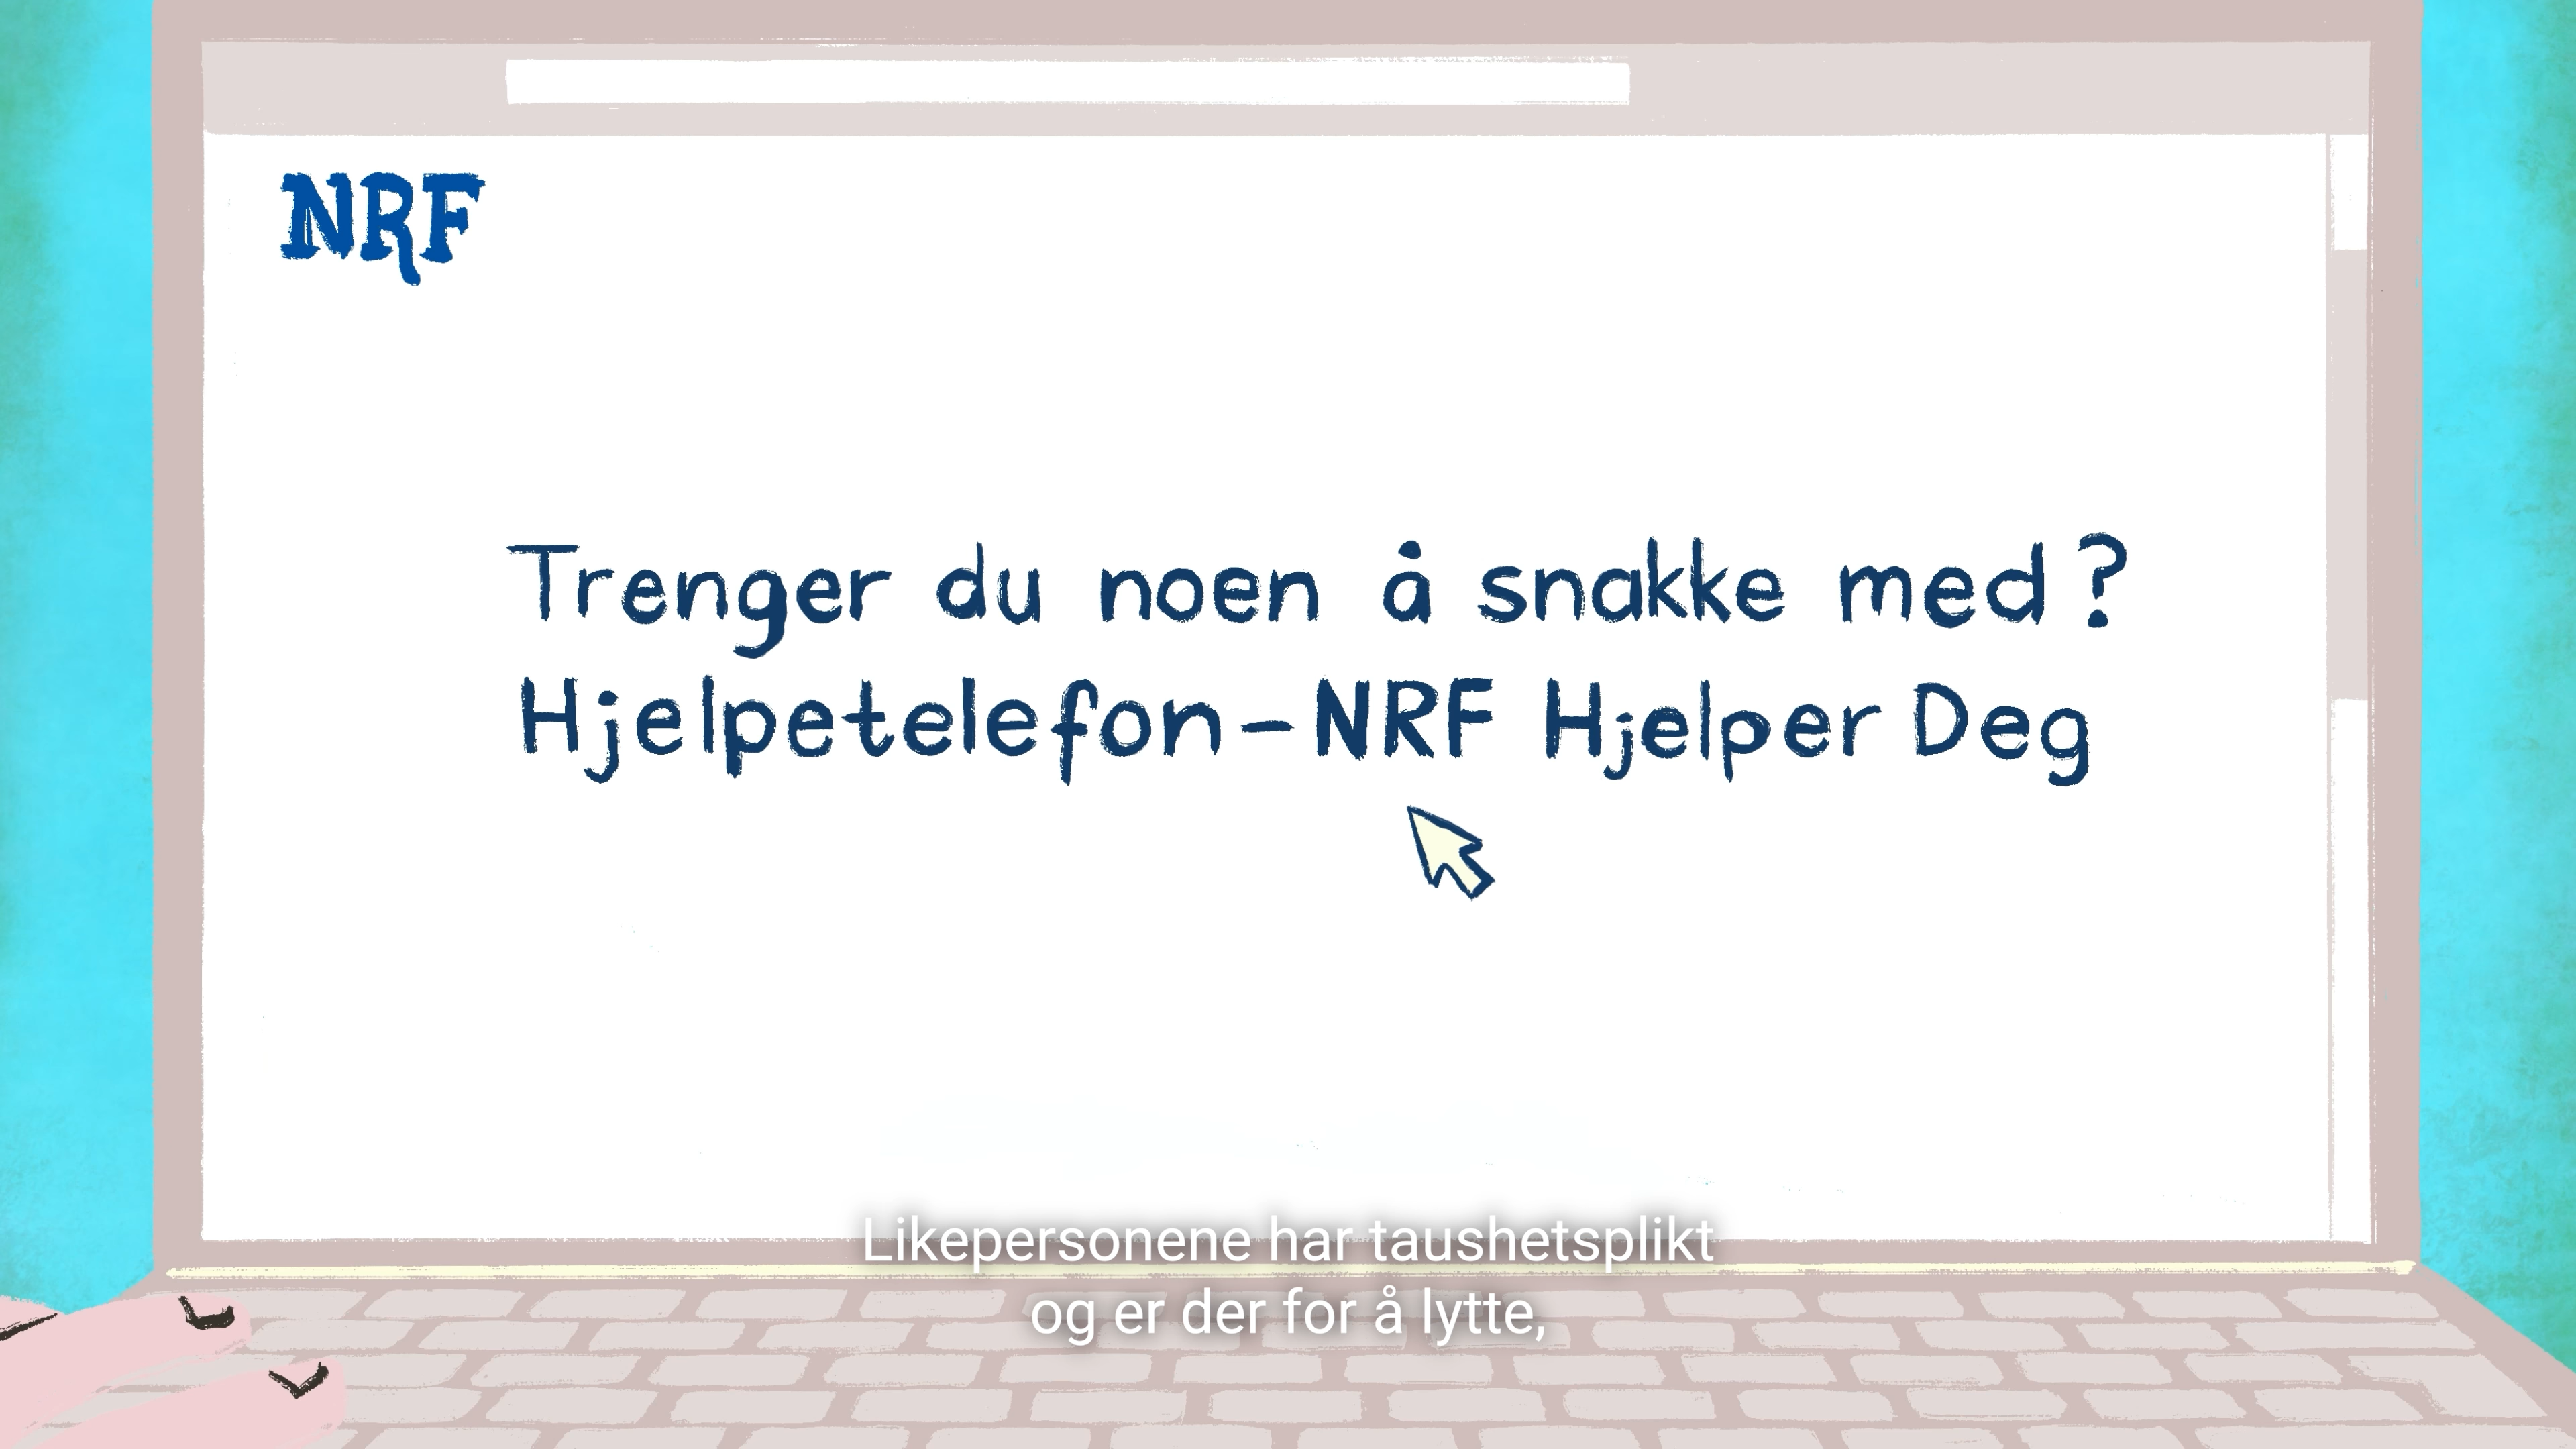 NRF
Trenger du noen å snakke med?
Hjelpetelefon-NRF Hjelper Deg
Likepersonene har taushetsplikt
og er der for å lytte,